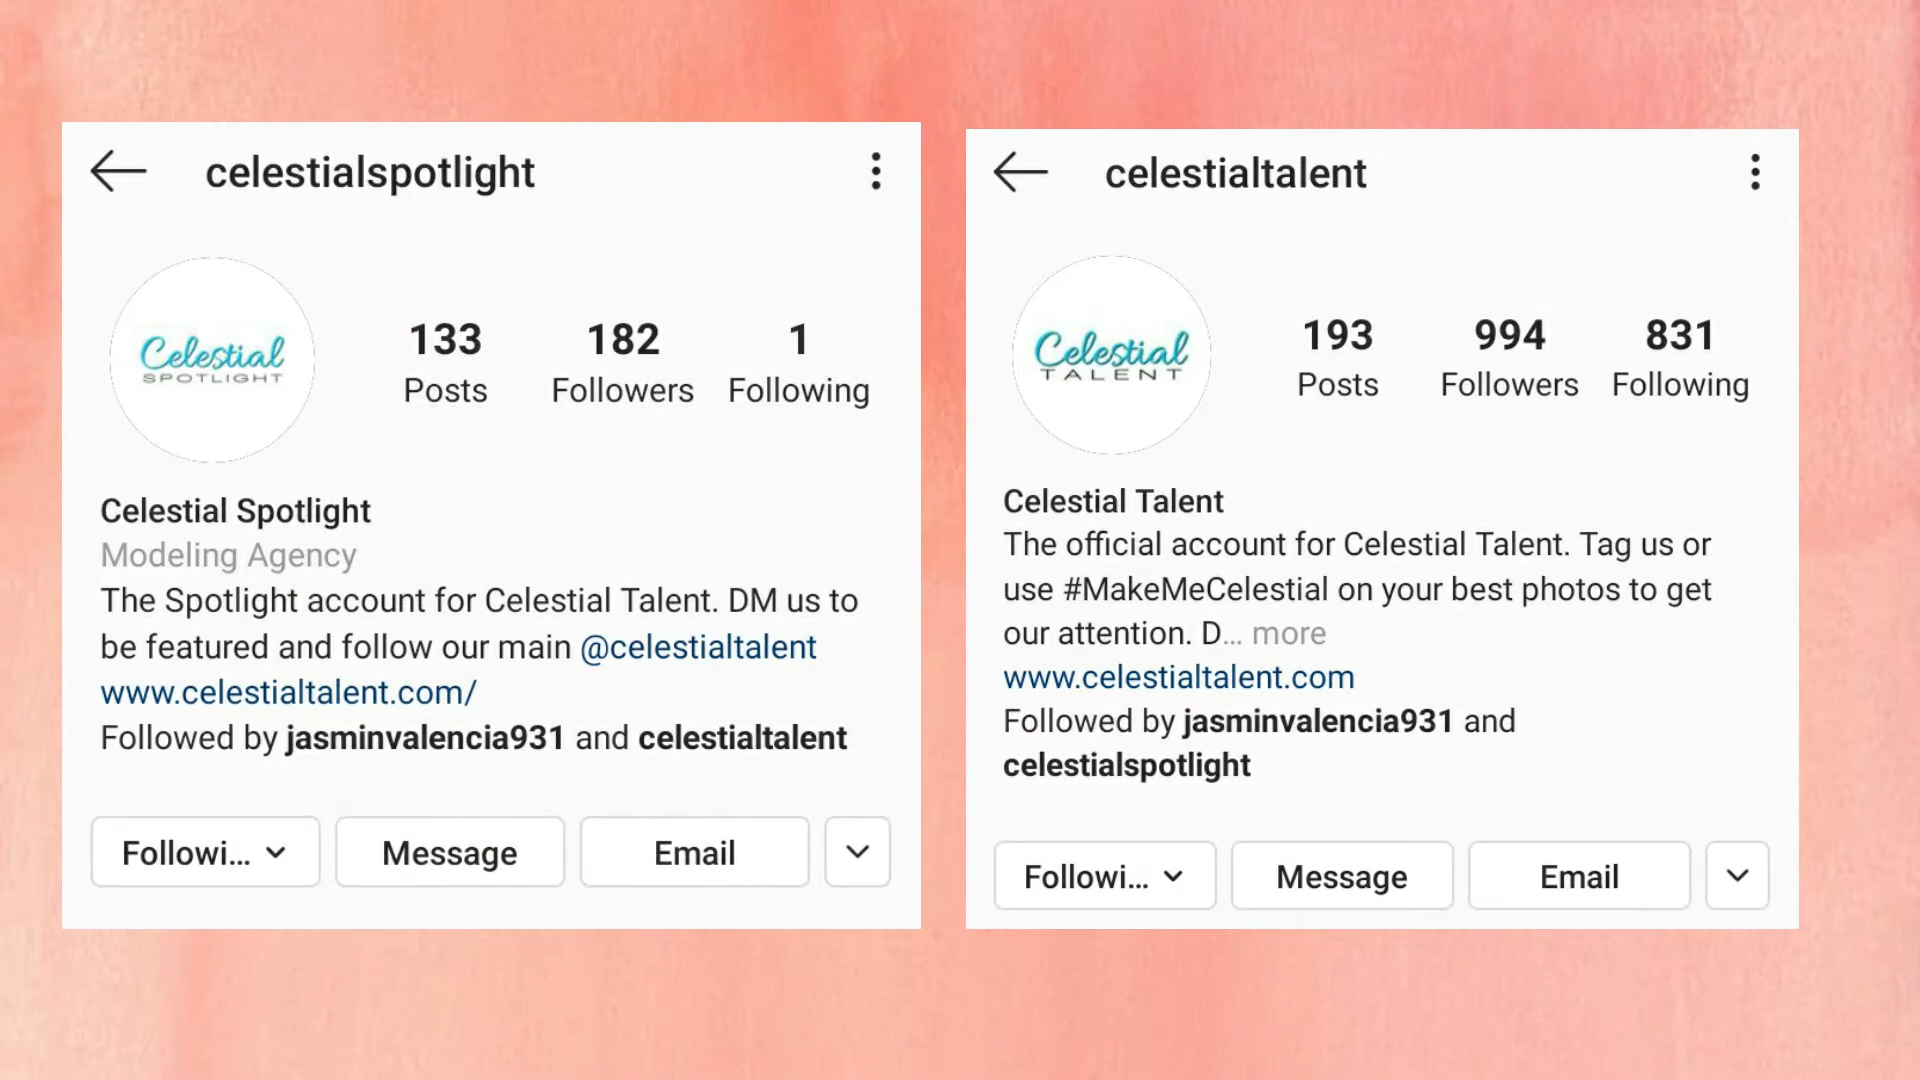 celestialspotlight
Celestial
SPOTLIGHT
133
Posts
182
Followers
1
Following
Celestial Spotlight
Modeling Agency
The Spotlight account for Celestial Talent. DM us to
be featured and follow our main @celestialtalent
www.celestialtalent.com/
Followed by jasminvalencia931 and celestialtalent
Followi...
Message
Email
celestialtalent
Celestial
TALENT
193
Posts
994
Followers
831
Following
Celestial Talent
The official account for Celestial Talent. Tag us or
use #MakeMeCelestial on your best photos to get
our attention. D... more
www.celestialtalent.com
Followed by jasminvalencia931 and
celestialspotlight
Followi...
Message
Email